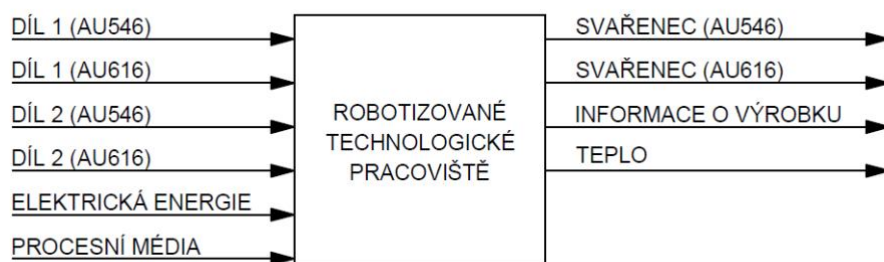 DÍL 1 (AU546)
DÍL 1 (AU616)
DÍL 2 (AU546)
DÍL 2 (AU616)
ELEKTRICKÁ ENERGIE
PROCESNÍ MÉDIA
ROBOTIZOVANÉ
TECHNOLOGICKÉ
PRACOVIŠTĚ
SVAŘENEC (AU546)
SVAŘENEC (AU616)
INFORMACE O VÝROBKU
TEPLO